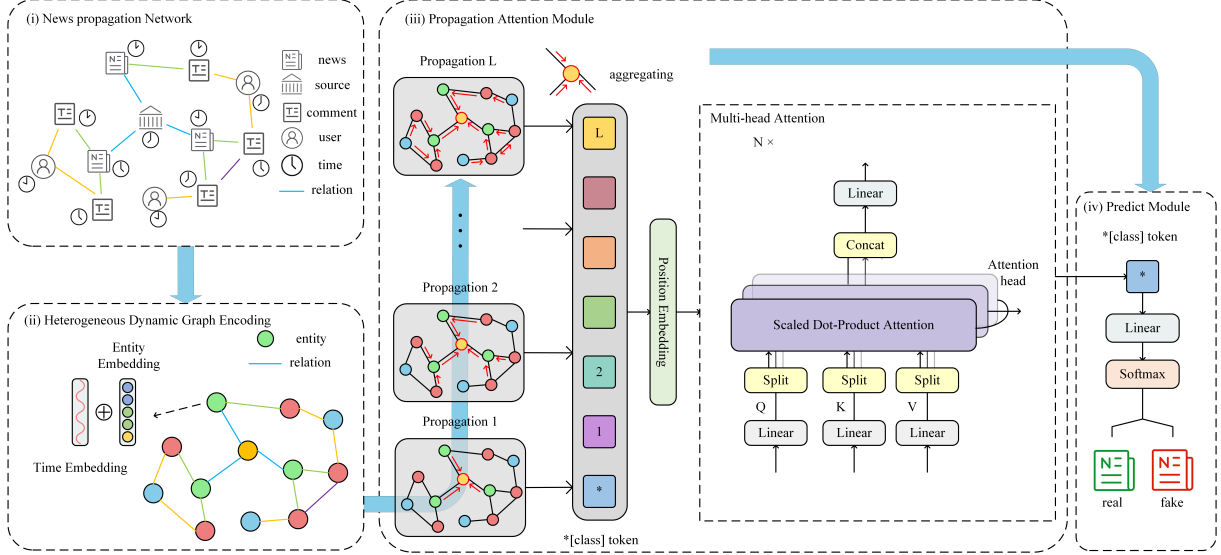 (i) News propagation Network
news
source
comment
user
time
relation
(ii) Heterogeneous Dynamic Graph Encoding
Entity
Embedding
entity
relation
Time Embedding
(iii) Propagation Attention Module
Propagation L
aggregating
Propagation 2
Propagation 1
L
2
1
*
*[class] token
Position Embedding
Multi-head Attention
N ×
Linear
Concat
Attention
head
Scaled Dot-Product Attention
Split
Split
Split
Q
K
V
Linear
Linear
Linear
(iv) Predict Module
*[class] token
*
Linear
Softmax
real
fake